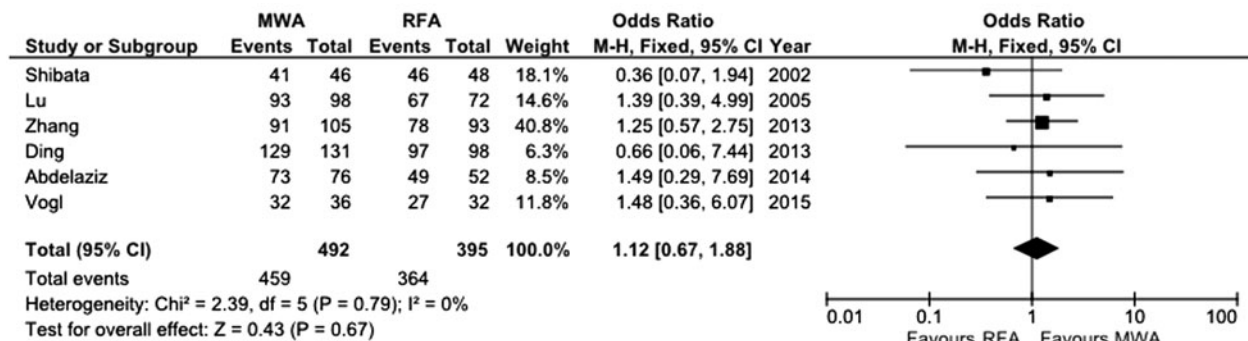 MWA RFA Odds Ratio Odds Ratio
Study or Subgroup Events Total Events Total Weight M-H, Fixed, 95% CI Year M-H, Fixed, 95% CI
Shibata 41 46 46 48 18.1% 0.36 [0.07, 1.94] 2002
Lu 93 98 67 72 14.6% 1.39 [0.39, 4.99] 2005
Zhang 91 105 78 93 40.8% 1.25 [0.57, 2.75] 2013
Ding 129 131 97 98 6.3% 0.66 [0.06, 7.44] 2013
Abdelaziz 73 76 49 52 8.5% 1.49 [0.29, 7.69] 2014
Vogl 32 36 27 32 11.8% 1.48 [0.36, 6.07] 2015
Total (95% CI) 492 395 100.0% 1.12 [0.67, 1.88]
Total events 459 364
Heterogeneity: Chi² = 2.39, df = 5 (P = 0.79); I² = 0%
Test for overall effect: Z = 0.43 (P = 0.67)
0.01 0.1 1 10 100
Favours RFA Favours MWA